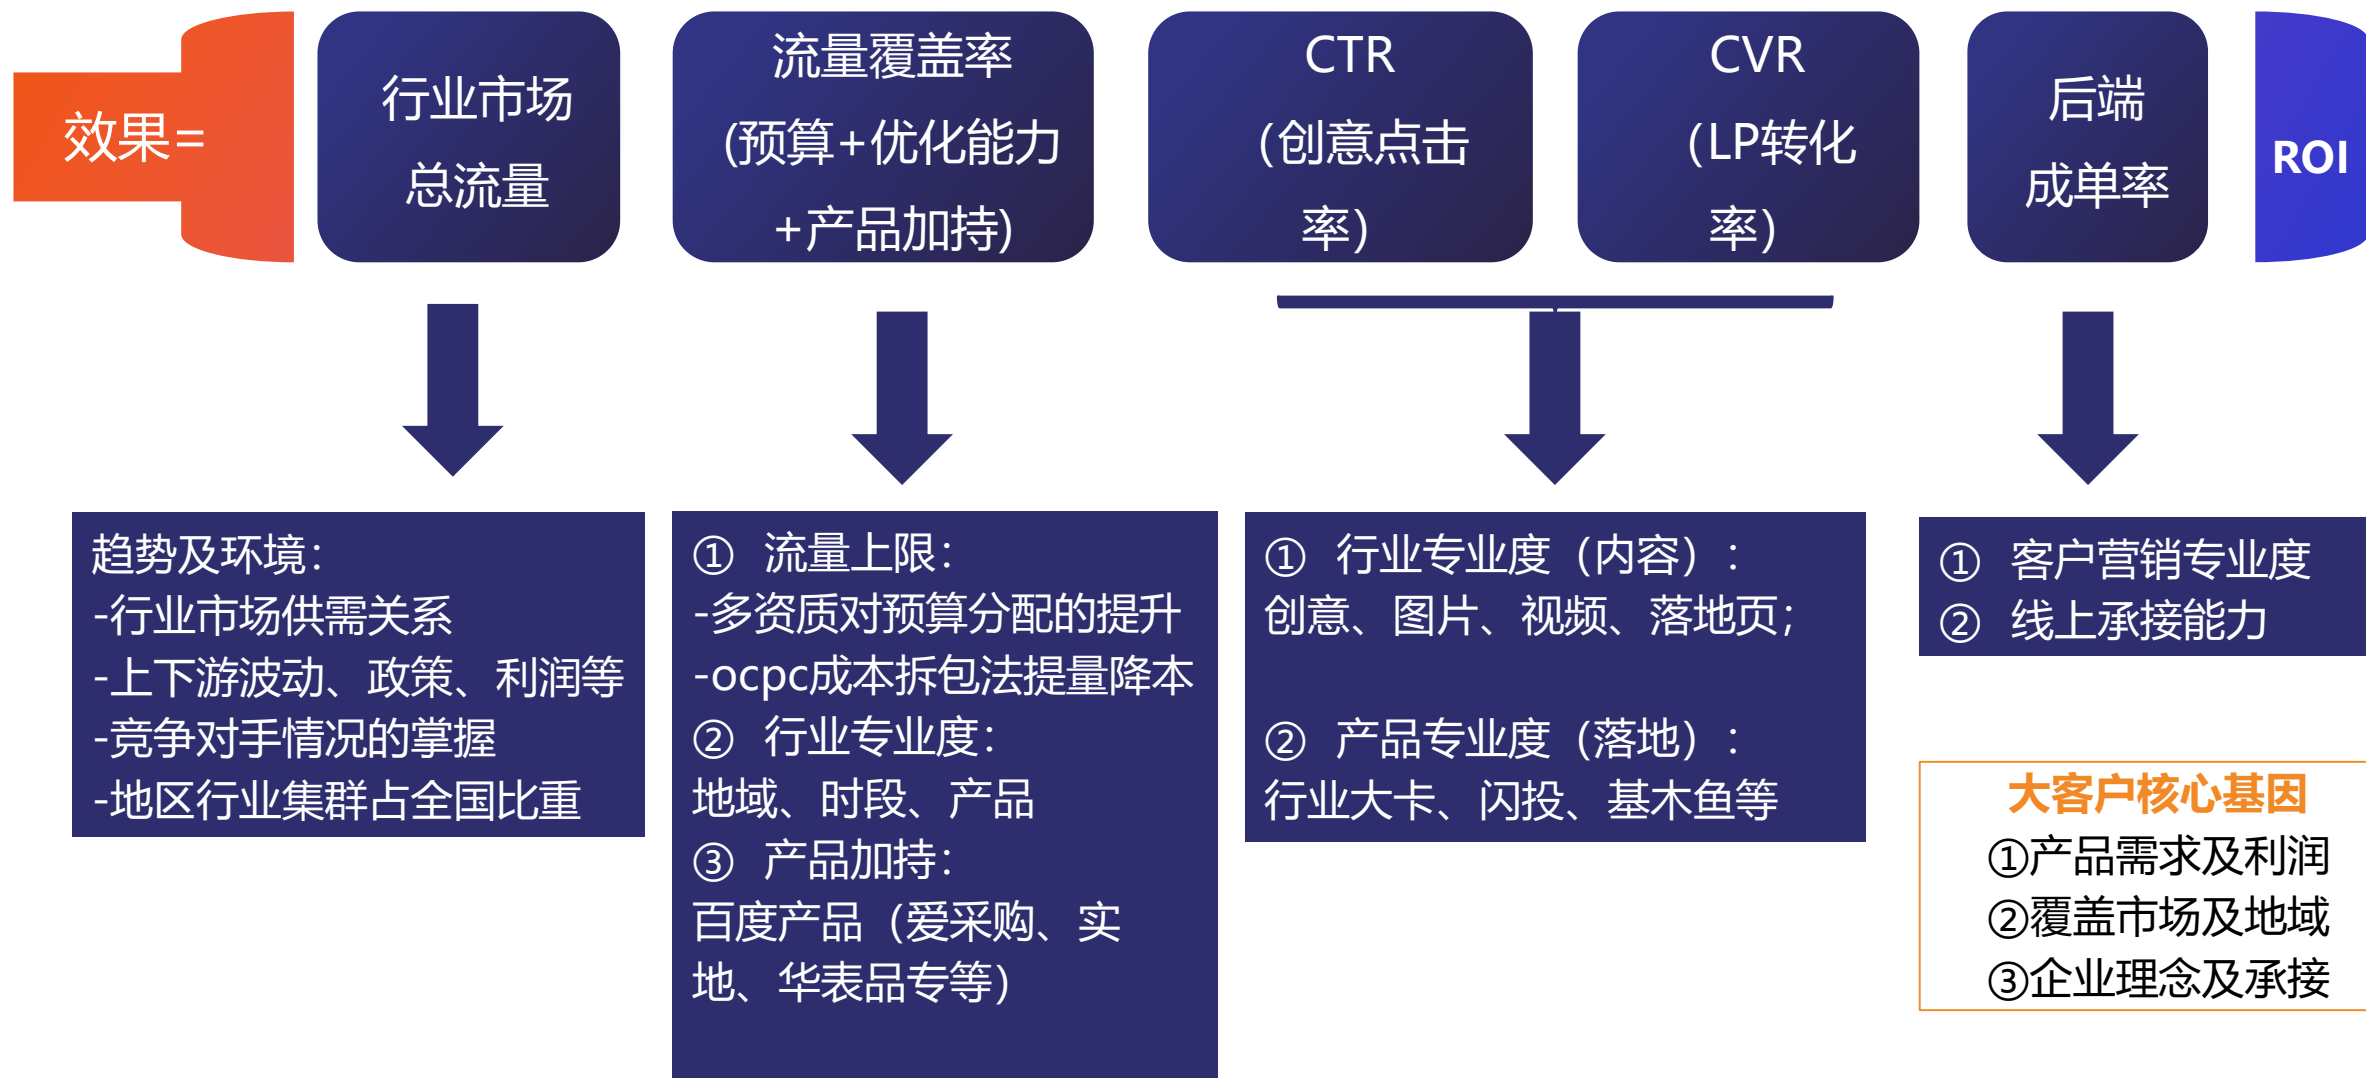 效果=
行业市场
总流量
流量覆盖率
(预算+优化能力
+产品加持)
CTR
（创意点击
率）
CVR
（LP转化
率）
后端
成单率
ROI
趋势及环境：
-行业市场供需关系
-上下游波动、政策、利润等
-竞争对手情况的掌握
-地区行业集群占全国比重
① 流量上限：
-多资质对预算分配的提升
-ocpc成本拆包法提量降本
② 行业专业度：
地域、时段、产品
③ 产品加持：
百度产品（爱采购、实
地、华表品专等）
① 行业专业度（内容）：
创意、图片、视频、落地页；
② 产品专业度（落地）：
行业大卡、闪投、基木鱼等
① 客户营销专业度
② 线上承接能力
大客户核心基因
①产品需求及利润
②覆盖市场及地域
③企业理念及承接